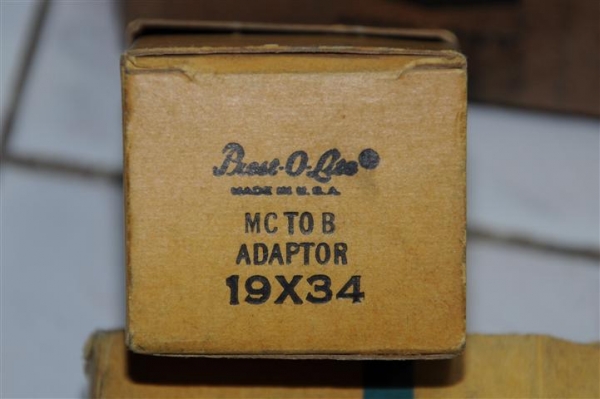 Prest-O-Lite®
MADE IN U.S.A.
MC TO B
ADAPTOR
19X34